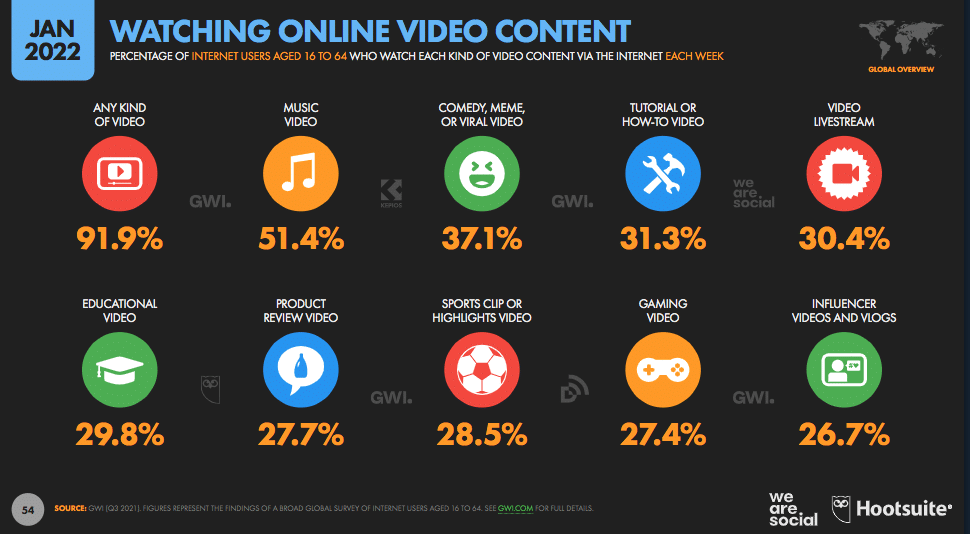 JAN
2022
WATCHING ONLINE VIDEO CONTENT
PERCENTAGE OF INTERNET USERS AGED 16 TO 64 WHO WATCH EACH KIND OF VIDEO CONTENT VIA THE INTERNET EACH WEEK
GLOBAL OVERVIEW
ANY KIND
OF VIDEO
91.9%
MUSIC
VIDEO
51.4%
COMEDY, MEME,
OR VIRAL VIDEO
37.1%
TUTORIAL OR
HOW-TO VIDEO
31.3%
VIDEO
LIVESTREAM
30.4%
GWI.
KEPIOS
GWI.
we
are
social
EDUCATIONAL
VIDEO
29.8%
PRODUCT
REVIEW VIDEO
27.7%
SPORTS CLIP OR
HIGHLIGHTS VIDEO
28.5%
GAMING
VIDEO
27.4%
INFLUENCER
VIDEOS AND VLOGS
26.7%
GWI.
GWI.
54
SOURCE: GWI (Q3 2021). FIGURES REPRESENT THE FINDINGS OF A BROAD GLOBAL SURVEY OF INTERNET USERS AGED 16 TO 64. SEE GWI.COM FOR FULL DETAILS.
we
are
social
Hootsuite®